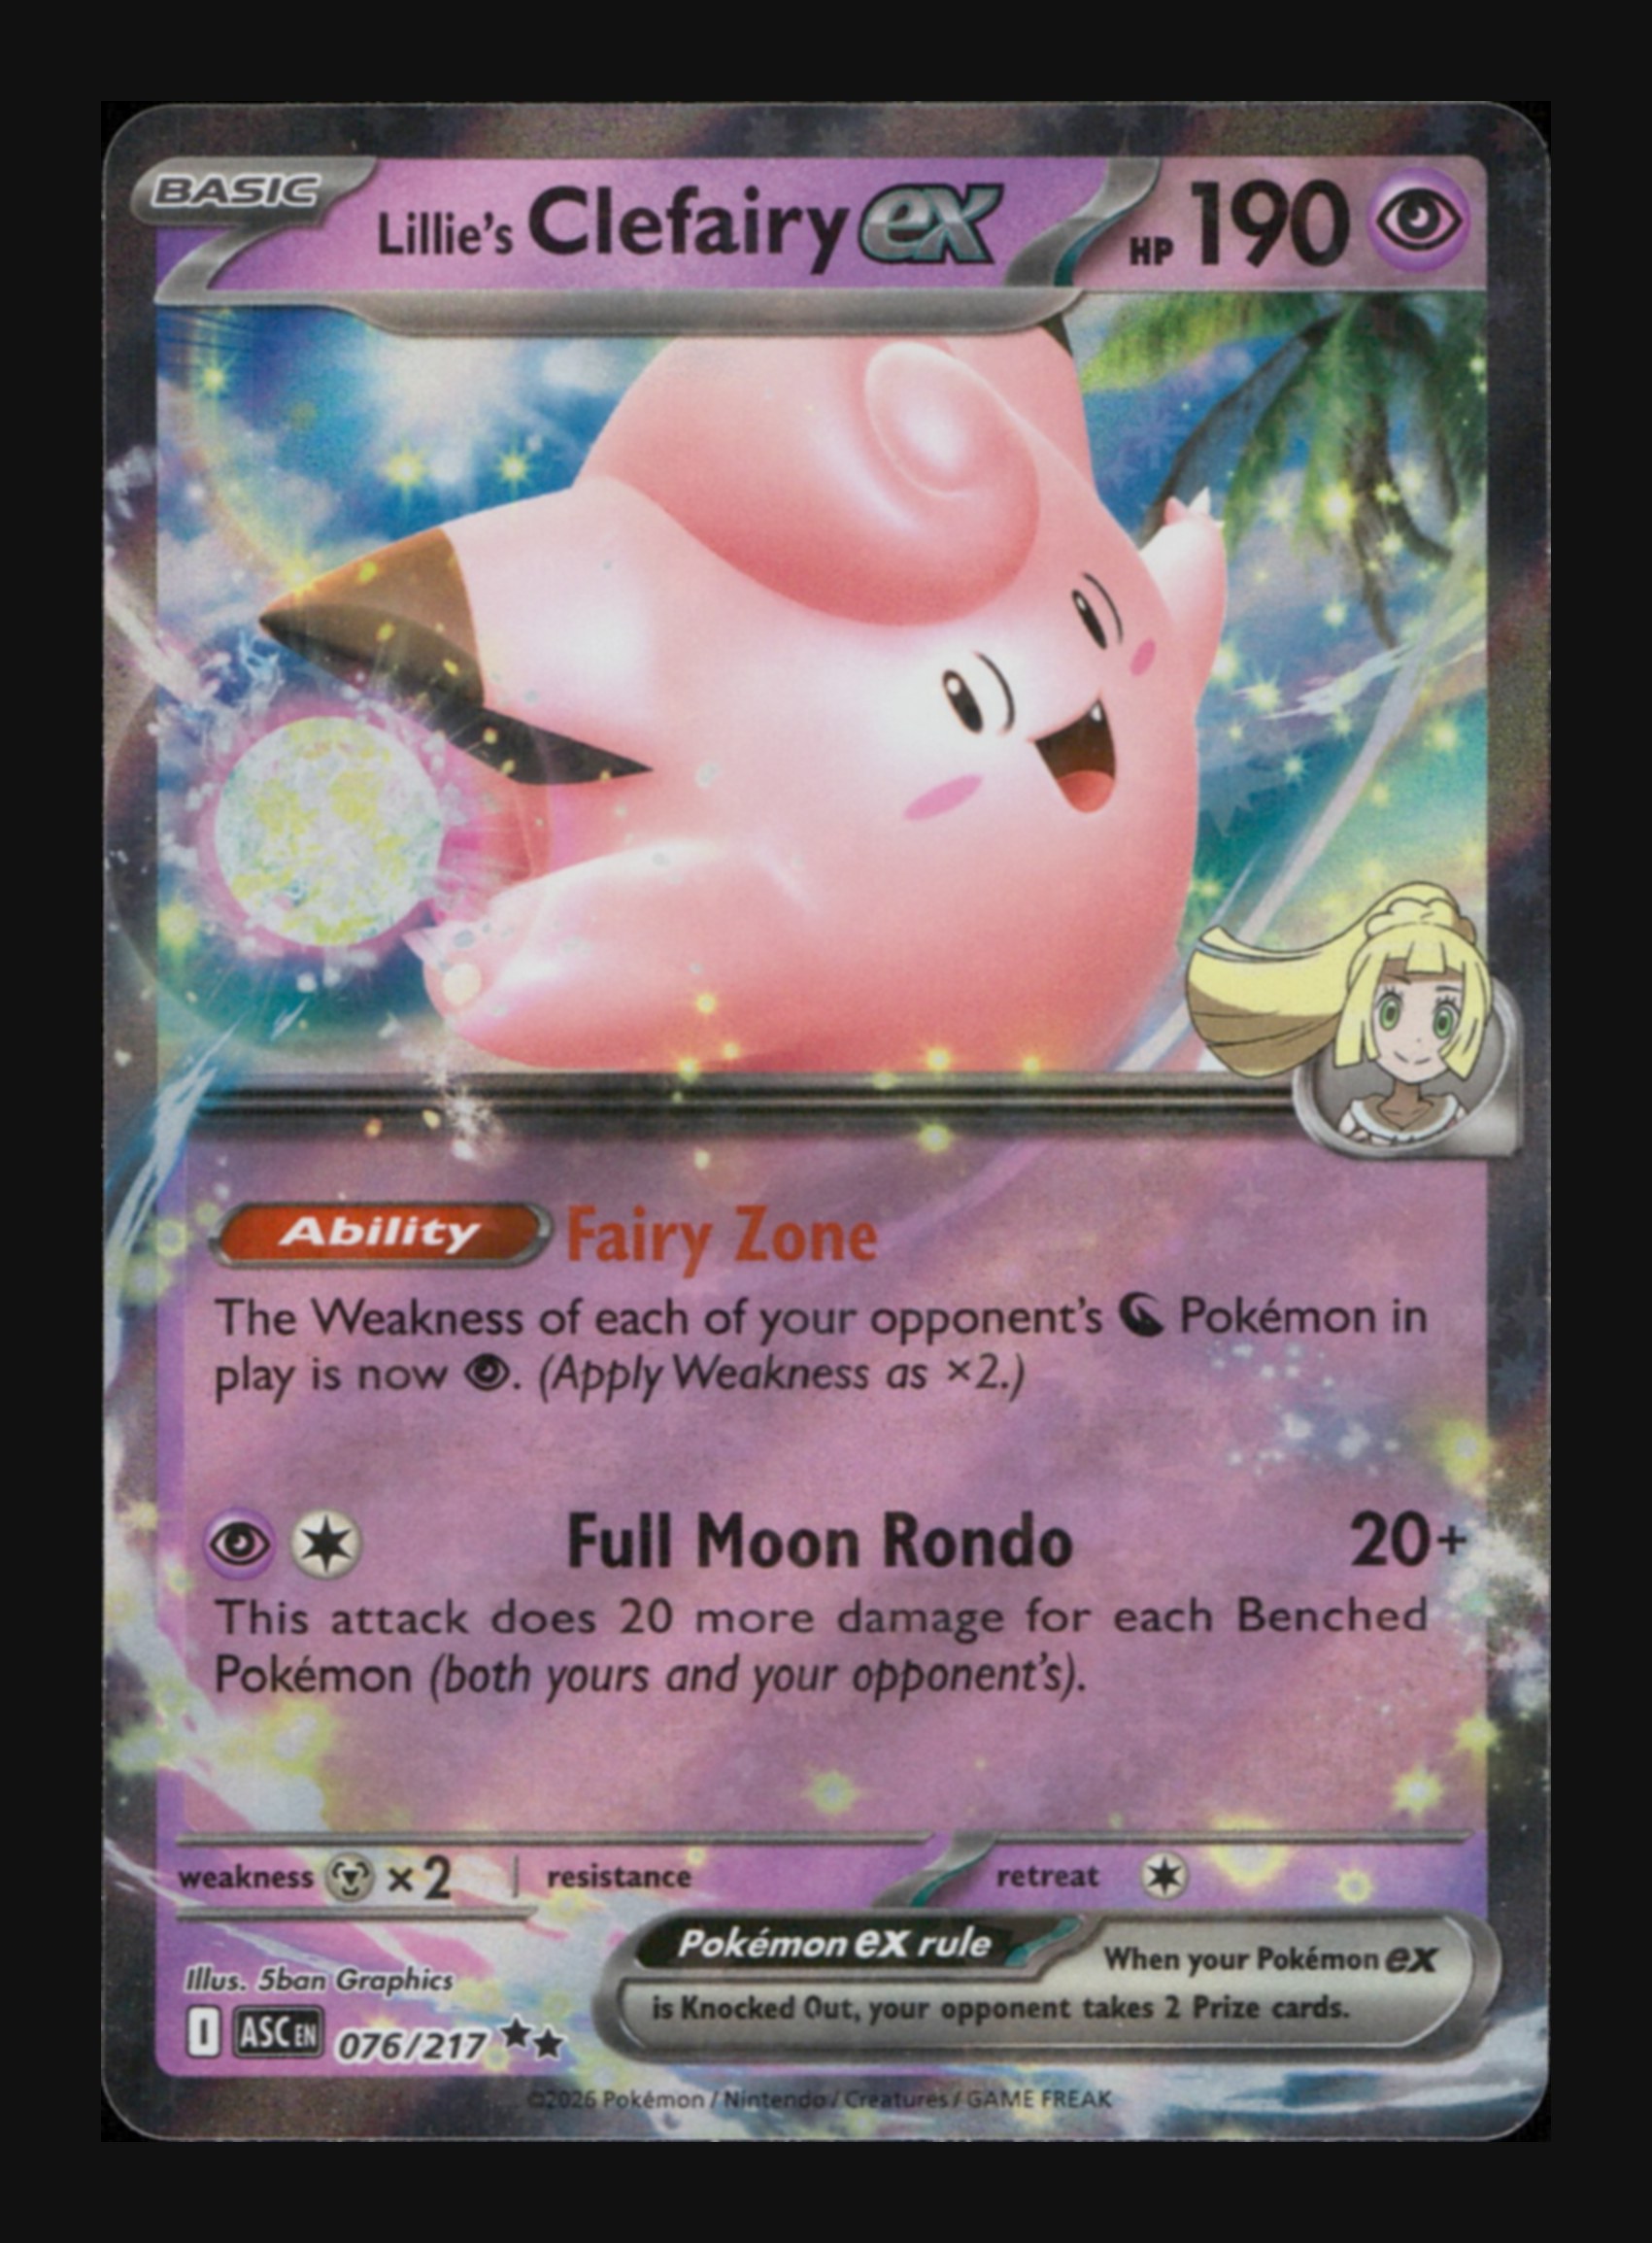 BASIC
Lillie's Clefairy ex HP 190
Ability Fairy Zone
The Weakness of each of your opponent's Pokémon in
play is now . (Apply Weakness as ×2.)
Full Moon Rondo 20+
This attack does 20 more damage for each Benched
Pokémon (both yours and your opponent's).
weakness ×2 resistance retreat
Pokémon ex rule When your Pokémon ex
is Knocked Out, your opponent takes 2 Prize cards.
Illus. 5ban Graphics
I ASC EN 076/217
©2026 Pokémon / Nintendo / Creatures / GAME FREAK